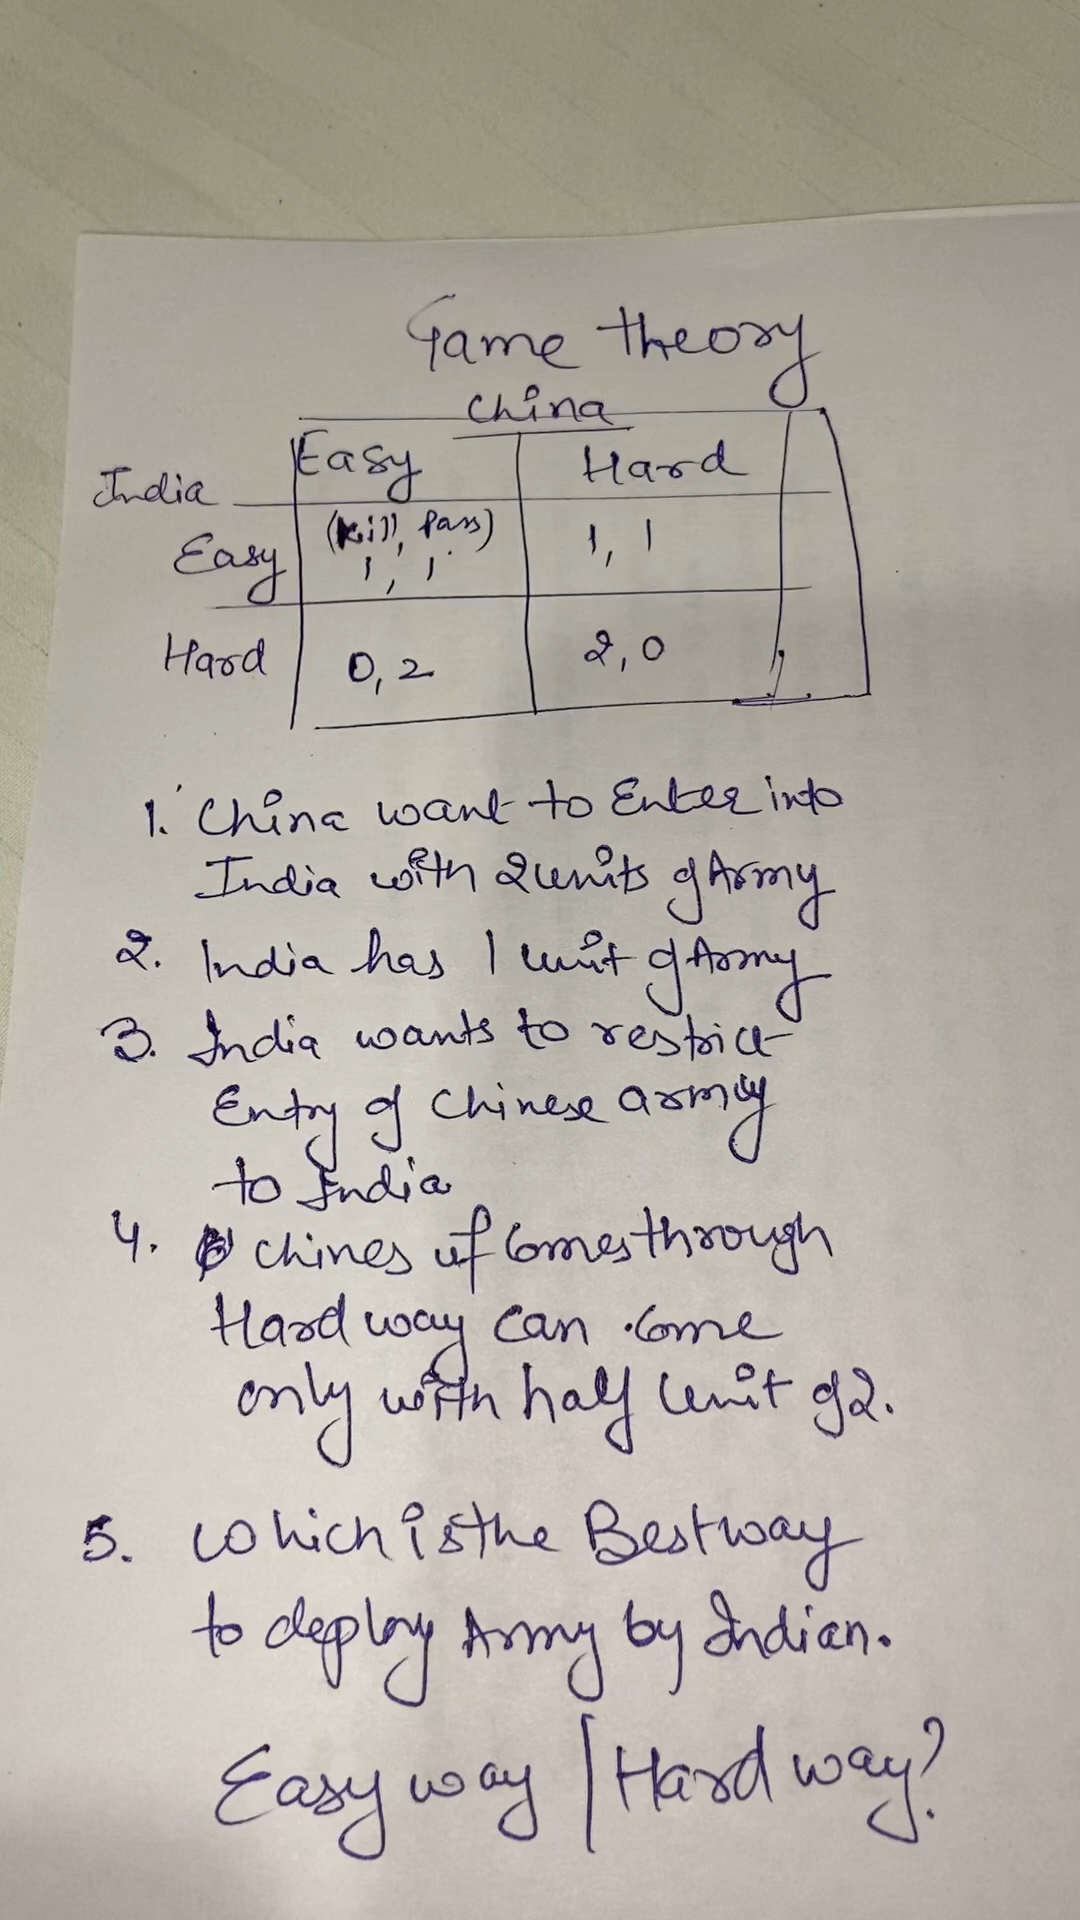 Game theory
China
India Easy Hard
Easy (Kill, Pass) 1, 1 1, 1
Hard 0, 2 2, 0
1. China want to Enter into
India with 2 units of Army
2. India has 1 unit of Army
3. India wants to restrict
Entry of Chinese army
to India
4. Chines if Comes through
Hard way can Come
only with half unit of 2.
5. Which is the Best way
to deploy Army by Indian.
Easy way | Hard way?